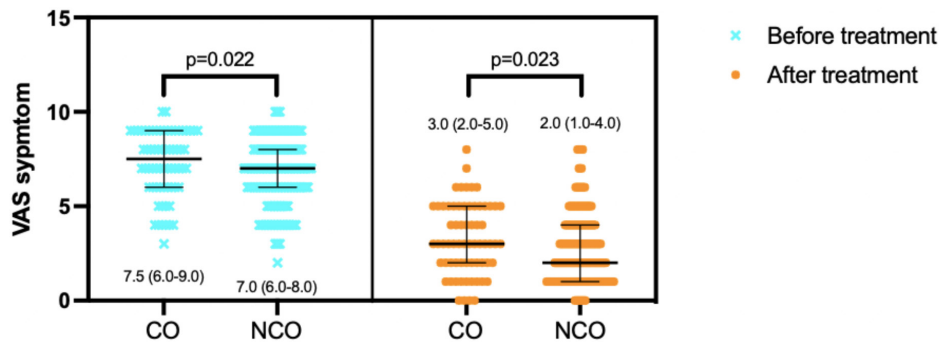 15
10
5
0
VAS sypmtom
p=0.022
7.5 (6.0-9.0)
7.0 (6.0-8.0)
CO
NCO
p=0.023
3.0 (2.0-5.0)
2.0 (1.0-4.0)
CO
NCO
Before treatment
After treatment